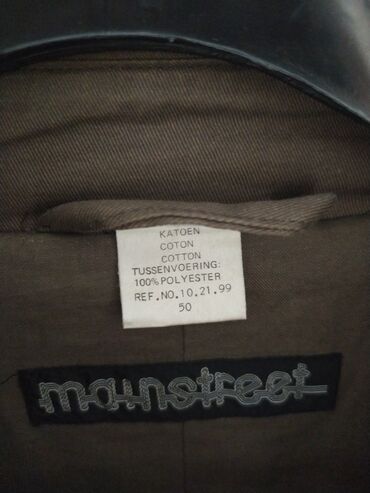 KATOEN
COTON
COTTON
TUSSENVOERING:
100% POLYESTER
REF.NO.10.21.99
50
mainstreet